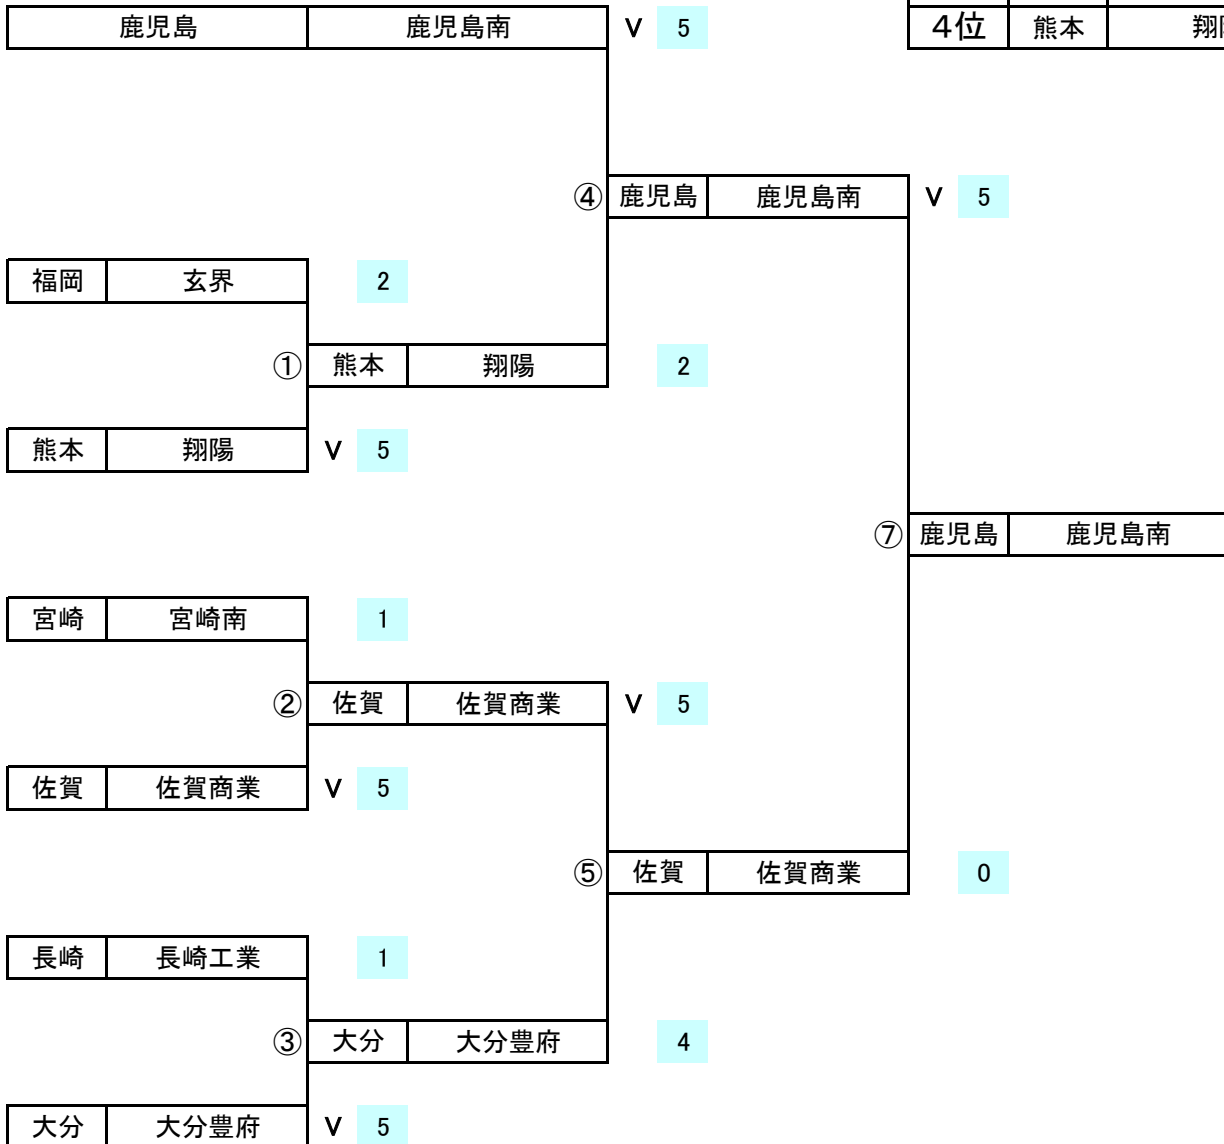 鹿児島 鹿児島南 V 5 4位 熊本
④ 鹿児島 鹿児島南 V 5
福岡 玄界 2
① 熊本 翔陽 2
熊本 翔陽 V 5
⑦ 鹿児島 鹿児島南
宮崎 宮崎南 1
② 佐賀 佐賀商業 V 5
佐賀 佐賀商業 V 5
⑤ 佐賀 佐賀商業 0
長崎 長崎工業 1
③ 大分 大分豊府 4
大分 大分豊府 V 5